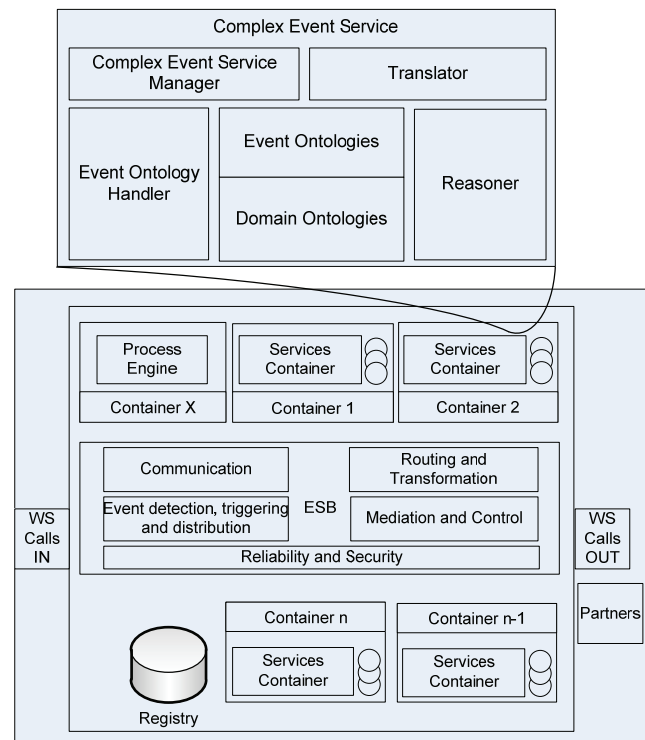 Complex Event Service
Complex Event Service
Manager
Translator
Event Ontology
Handler
Event Ontologies
Domain Ontologies
Reasoner
Process
Engine
Container X
Services
Container
Container 1
Services
Container
Container 2
Communication
Routing and
Transformation
Event detection, triggering
and distribution
ESB
Mediation and Control
Reliability and Security
WS
Calls
IN
WS
Calls
OUT
Partners
Container n
Services
Container
Container n-1
Services
Container
Registry